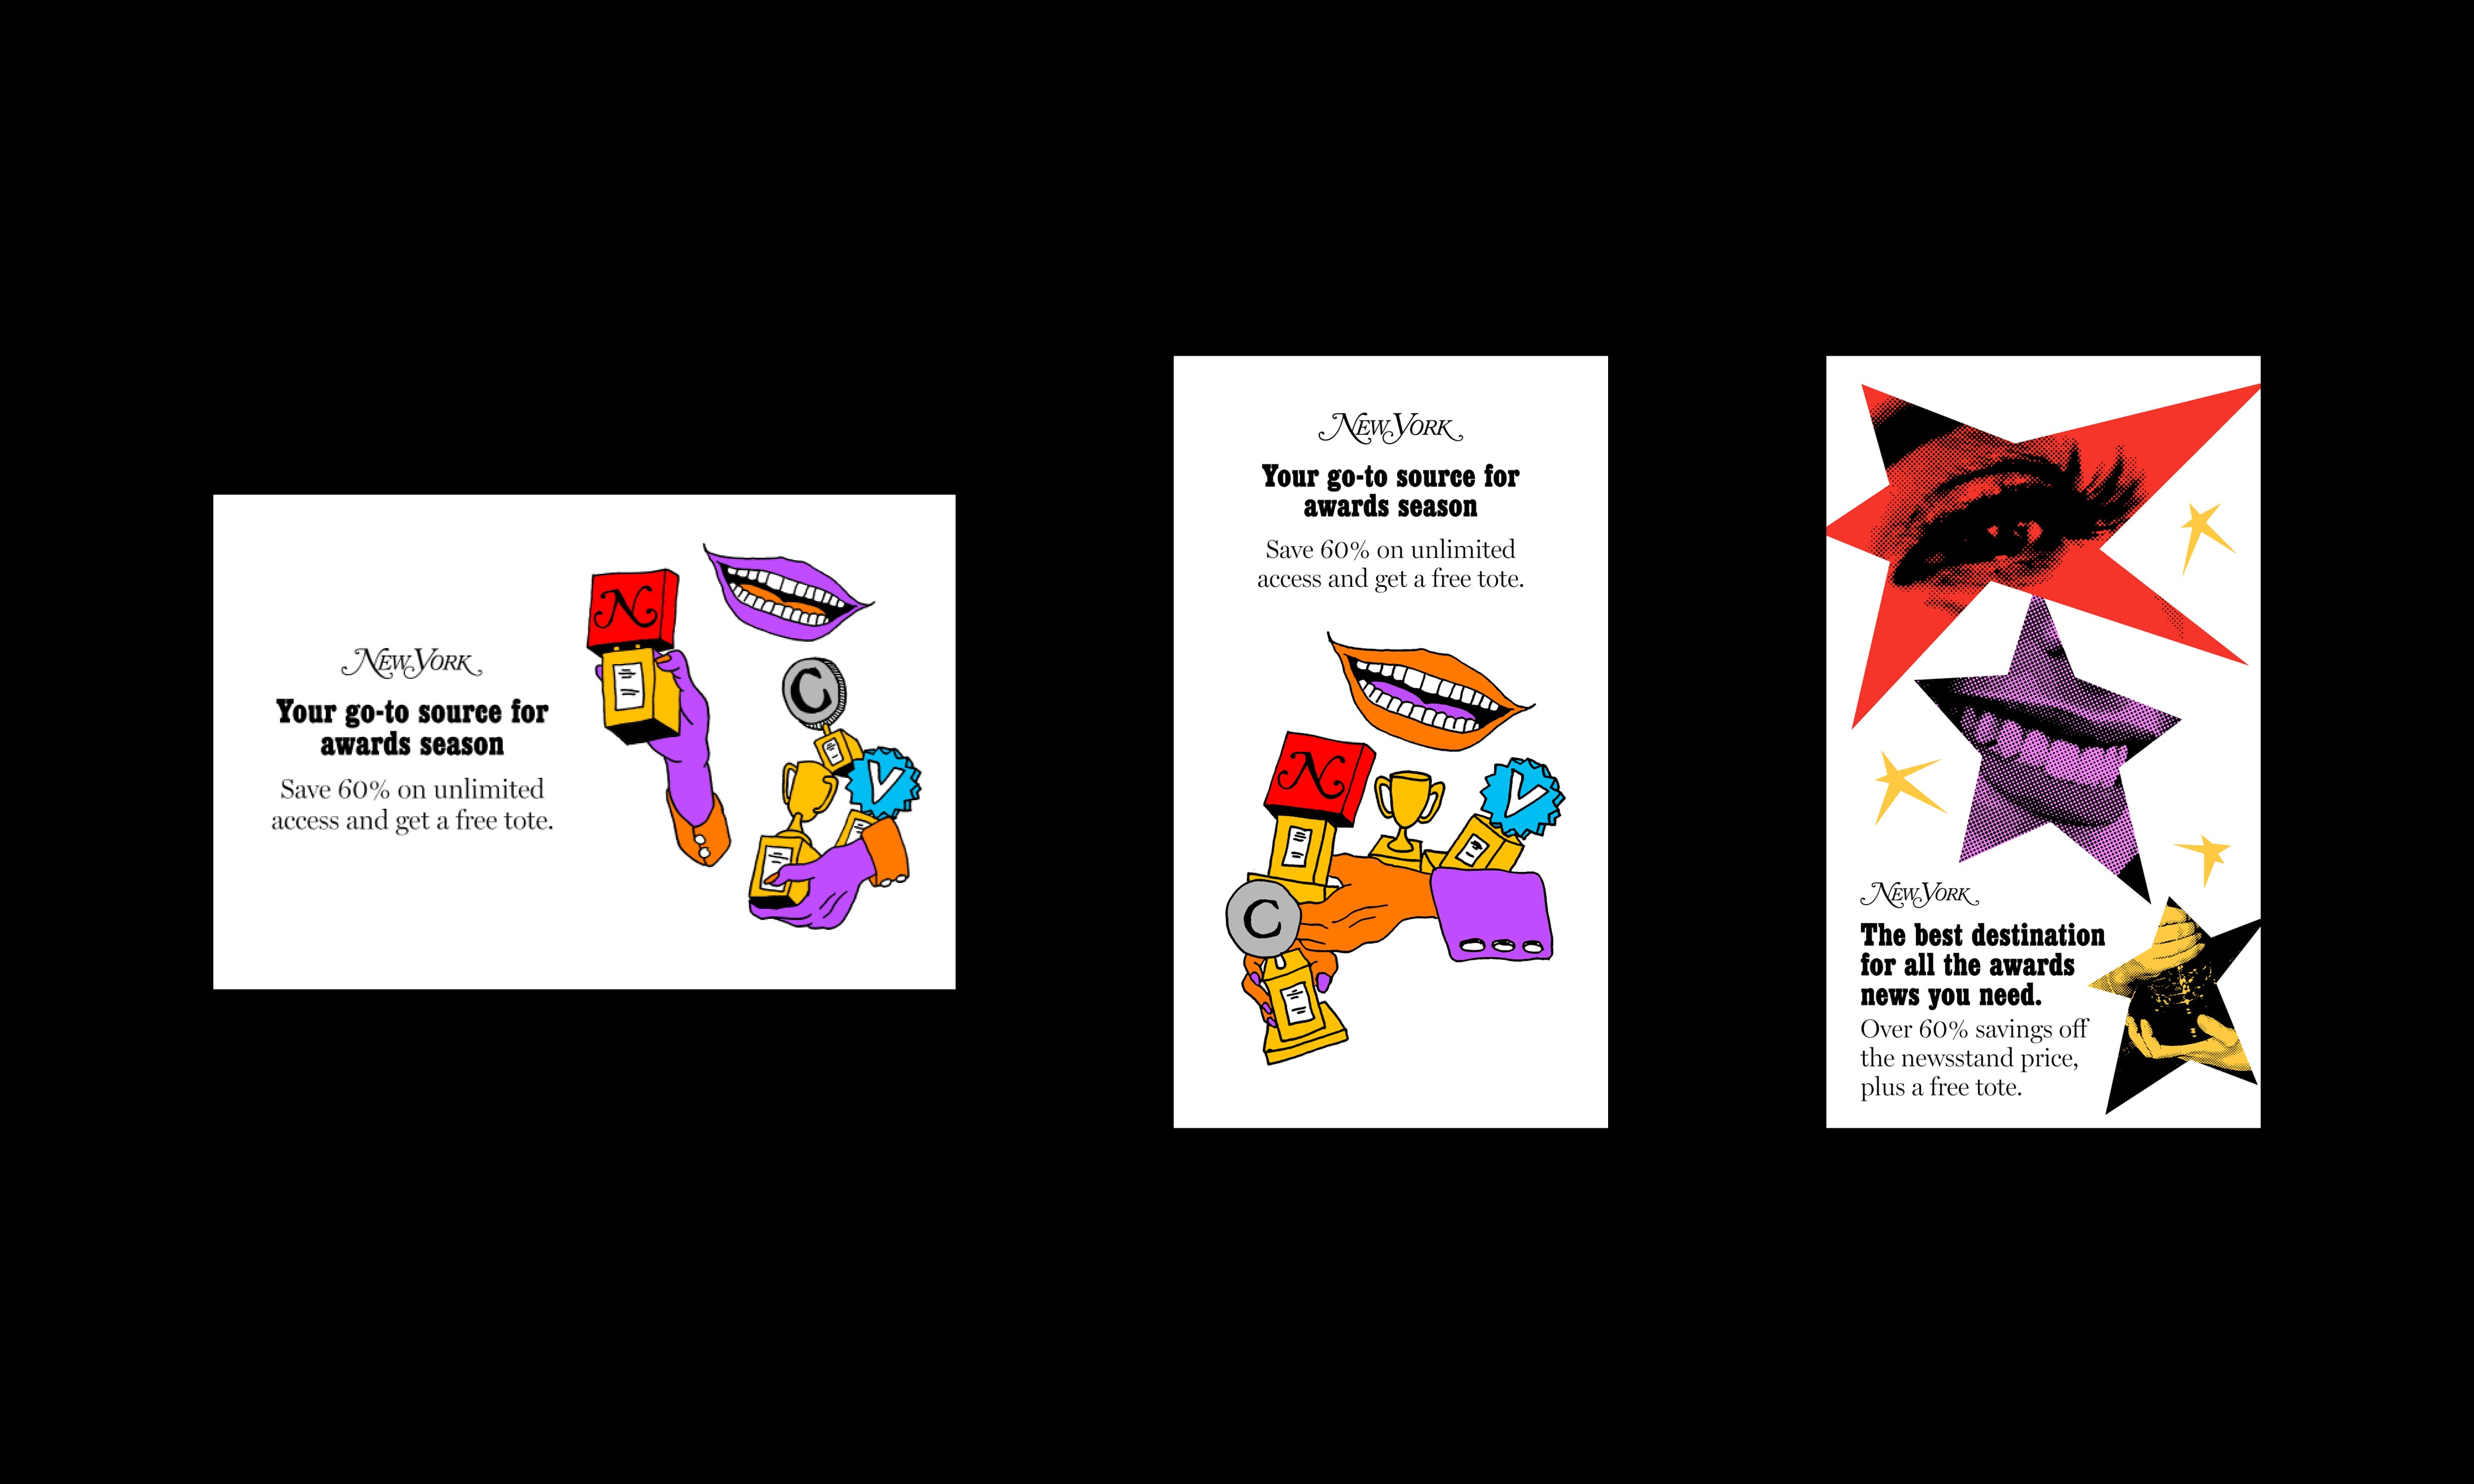 New York
Your go-to source for
awards season
Save 60% on unlimited
access and get a free tote.
N
C
V
New York
Your go-to source for
awards season
Save 60% on unlimited
access and get a free tote.
N
V
C
New York
The best destination
for all the awards
news you need.
Over 60% savings off
the newsstand price,
plus a free tote.